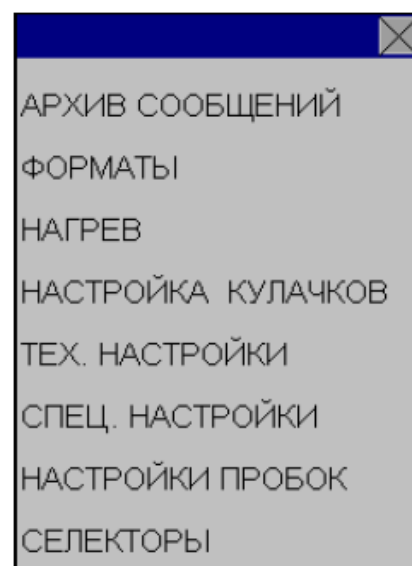 АРХИВ СООБЩЕНИЙ
ФОРМАТЫ
НАГРЕВ
НАСТРОЙКА КУЛАЧКОВ
ТЕХ. НАСТРОЙКИ
СПЕЦ. НАСТРОЙКИ
НАСТРОЙКИ ПРОБОК
СЕЛЕКТОРЫ